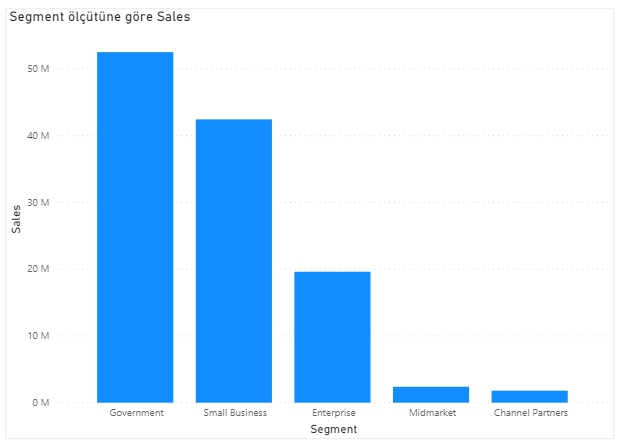 Segment ölçütüne göre Sales
50 M
40 M
30 M
20 M
10 M
0 M
Sales
Government Small Business Enterprise Midmarket Channel Partners
Segment